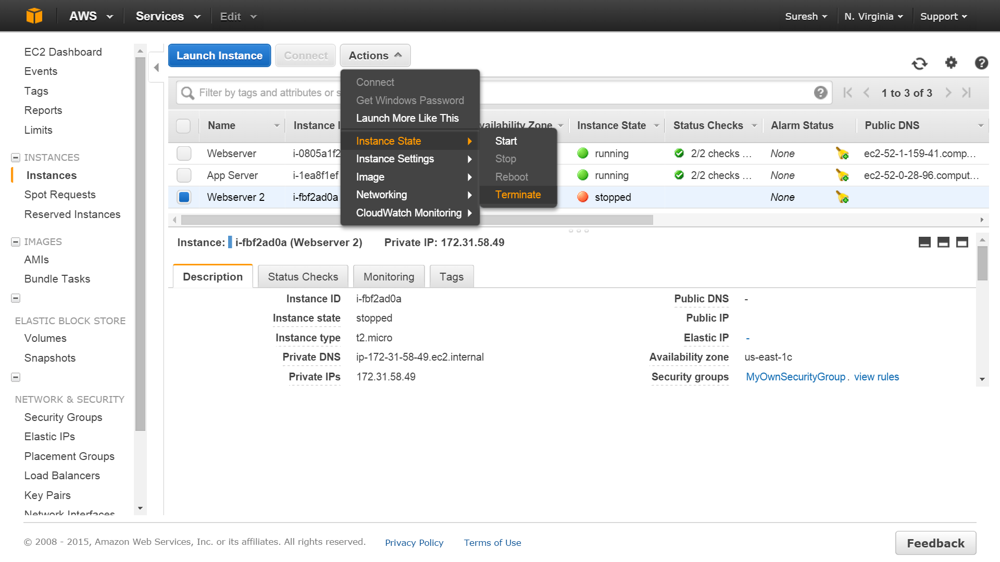 AWS Services Edit Suresh N. Virginia Support
EC2 Dashboard
Events
Tags
Reports
Limits
INSTANCES
Instances
Spot Requests
Reserved Instances
IMAGES
AMIs
Bundle Tasks
ELASTIC BLOCK STORE
Volumes
Snapshots
NETWORK & SECURITY
Security Groups
Elastic IPs
Placement Groups
Load Balancers
Key Pairs
Network Interfaces
Launch Instance Connect Actions
Filter by tags and attributes or s
1 to 3 of 3
Connect
Get Windows Password
Launch More Like This
Instance State
Instance Settings
Image
Networking
CloudWatch Monitoring
Start
Stop
Reboot
Terminate
Name Instance I vailability Zone Instance State Status Checks Alarm Status Public DNS
Webserver i-0805a1f2 running 2/2 checks ... None ec2-52-1-159-41.comp...
App Server i-1ea8f1ef running 2/2 checks ... None ec2-52-0-28-96.comput...
Webserver 2 i-fbf2ad0a stopped None
Instance: i-fbf2ad0a (Webserver 2) Private IP: 172.31.58.49
Description Status Checks Monitoring Tags
Instance ID i-fbf2ad0a Public DNS -
Instance state stopped Public IP
Instance type t2.micro Elastic IP -
Private DNS ip-172-31-58-49.ec2.internal Availability zone us-east-1c
Private IPs 172.31.58.49 Security groups MyOwnSecurityGroup. view rules
© 2008 - 2015, Amazon Web Services, Inc. or its affiliates. All rights reserved. Privacy Policy Terms of Use Feedback